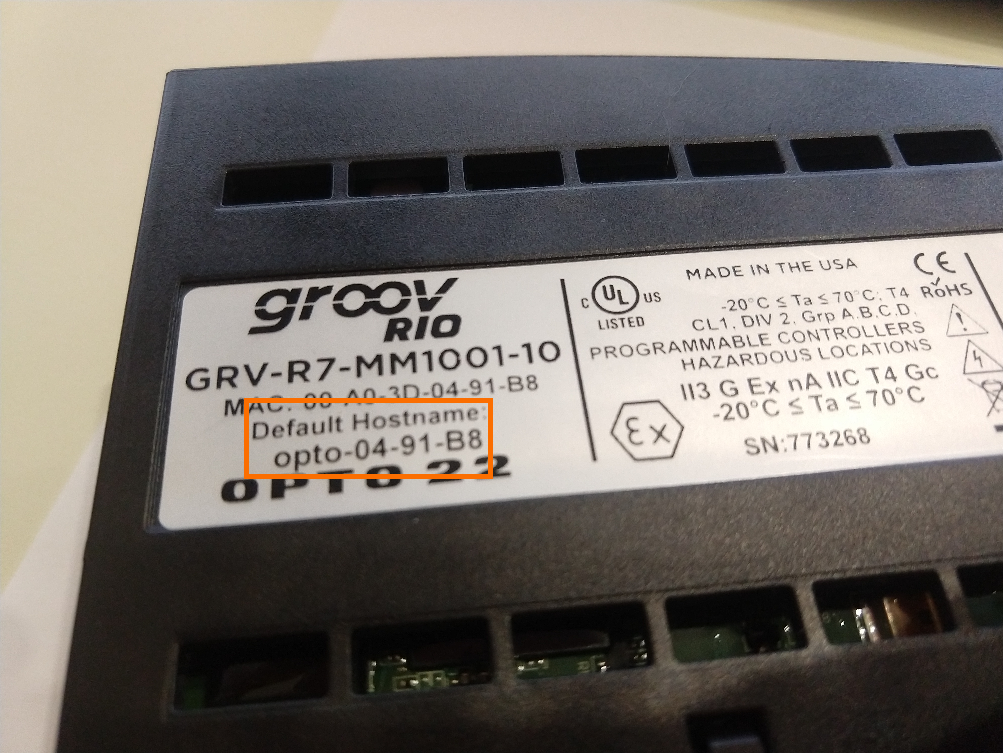 groov
RIO
GRV-R7-MM1001-10
MAC: 00-A0-3D-04-91-B8
Default Hostname:
opto-04-91-B8
OPTO 22
C UL US
LISTED
MADE IN THE USA
CE
RoHS
-20°C ≤ Ta ≤ 70°C; T4
CL1, DIV 2, Grp A,B,C,D,
PROGRAMMABLE CONTROLLERS
HAZARDOUS LOCATIONS
Ex
II3 G Ex nA IIC T4 Gc
-20°C ≤ Ta ≤ 70°C
SN:773268